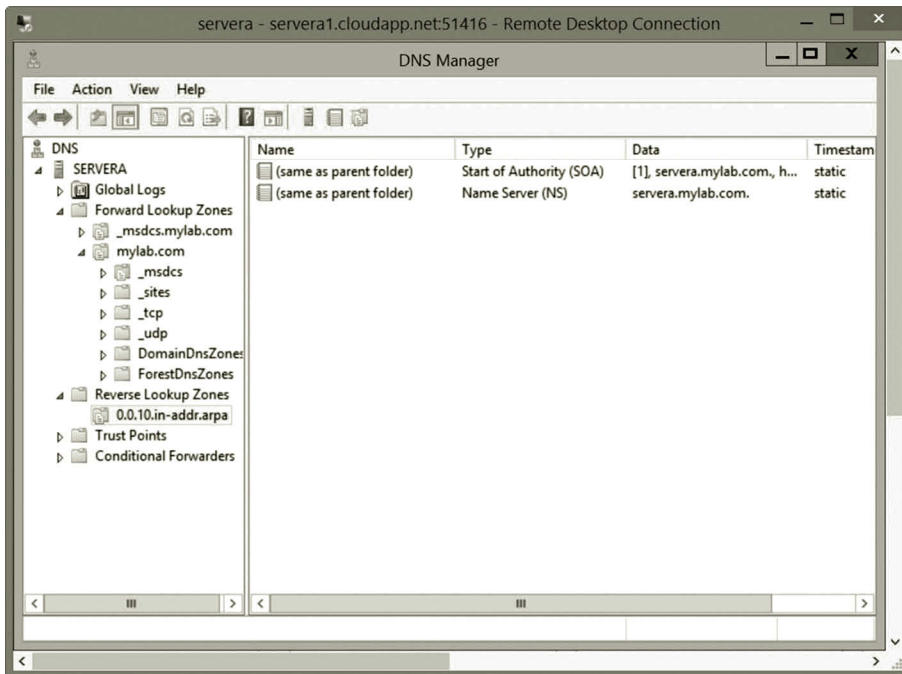 servera - servera1.cloudapp.net:51416 - Remote Desktop Connection
DNS Manager
File Action View Help
DNS
SERVERA
Global Logs
Forward Lookup Zones
_msdcs.mylab.com
mylab.com
_msdcs
_sites
_tcp
_udp
DomainDnsZones
ForestDnsZones
Reverse Lookup Zones
0.0.10.in-addr.arpa
Trust Points
Conditional Forwarders
Name Type Data Timestam
(same as parent folder) Start of Authority (SOA) [1], servera.mylab.com., h... static
(same as parent folder) Name Server (NS) servera.mylab.com. static